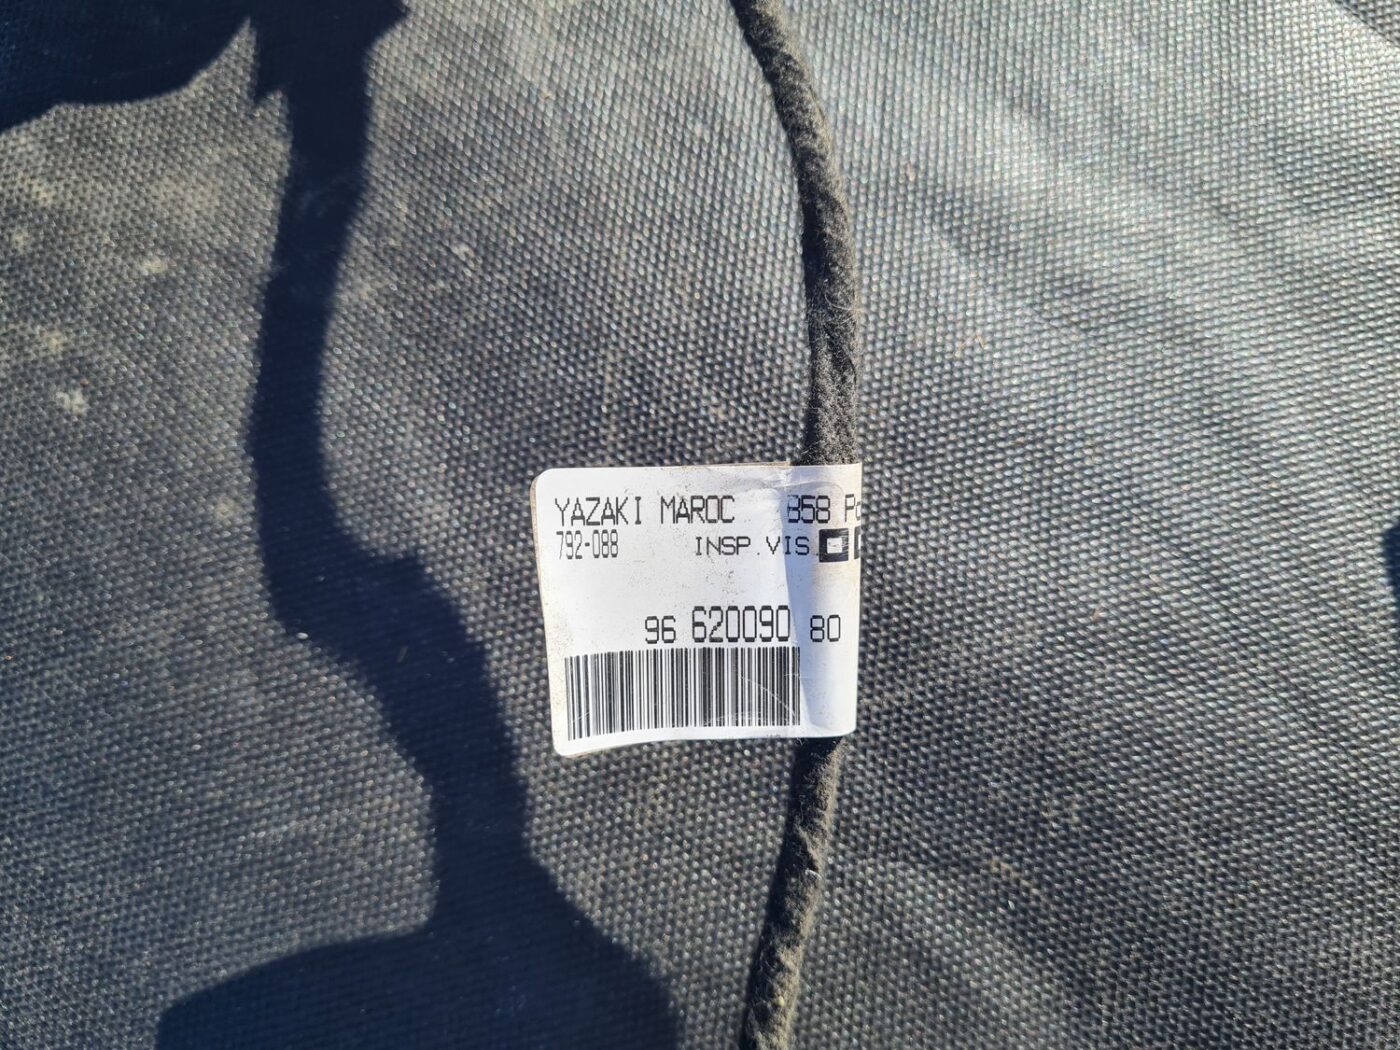 YAZAKI MAROC B58
792-088 INSP.VIS
96 620090 80